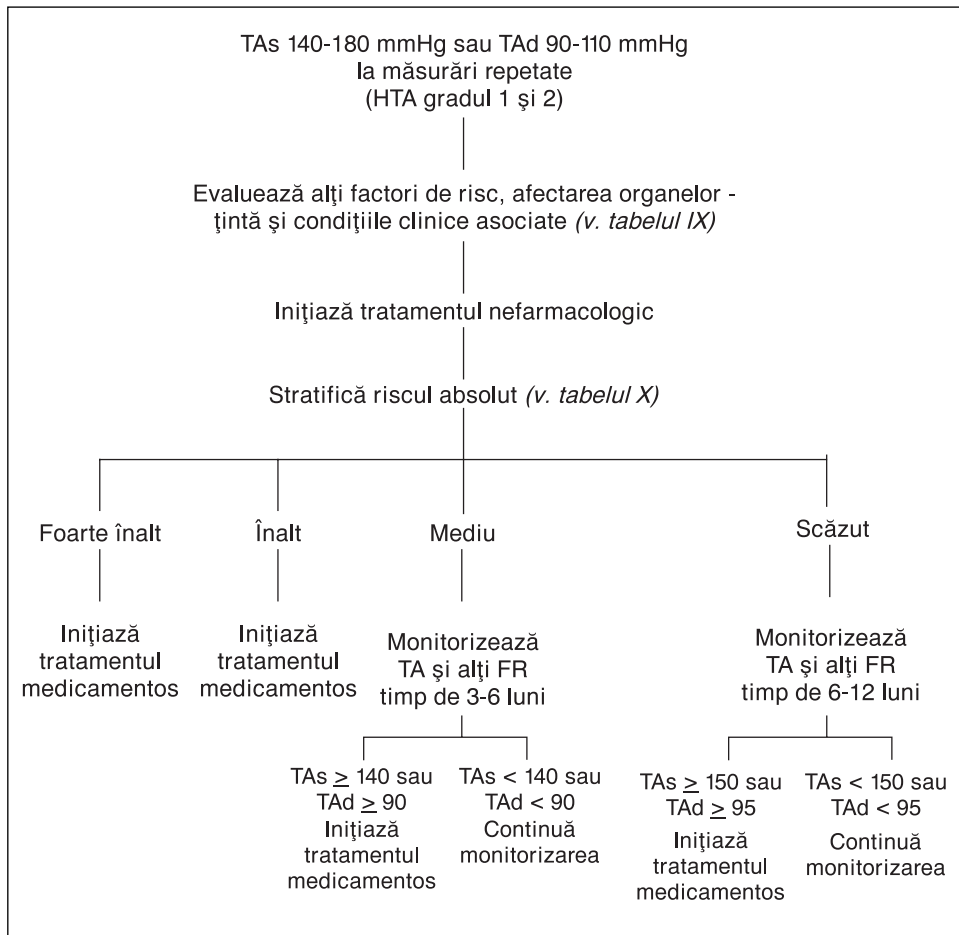 TAs 140-180 mmHg sau TAd 90-110 mmHg
la măsurări repetate
(HTA gradul 1 şi 2)
Evaluează alţi factori de risc, afectarea organelor -
ţintă şi condiţiile clinice asociate (v. tabelul IX)
Iniţiază tratamentul nefarmacologic
Stratifică riscul absolut (v. tabelul X)
Foarte înalt
Înalt
Mediu
Scăzut
Iniţiază
tratamentul
medicamentos
Iniţiază
tratamentul
medicamentos
Monitorizează
TA şi alţi FR
timp de 3-6 luni
Monitorizează
TA şi alţi FR
timp de 6-12 luni
TAs ≥ 140 sau
TAd ≥ 90
Iniţiază
tratamentul
medicamentos
TAs < 140 sau
TAd < 90
Continuă
monitorizarea
TAs ≥ 150 sau
TAd ≥ 95
Iniţiază
tratamentul
medicamentos
TAs < 150 sau
TAd < 95
Continuă
monitorizarea